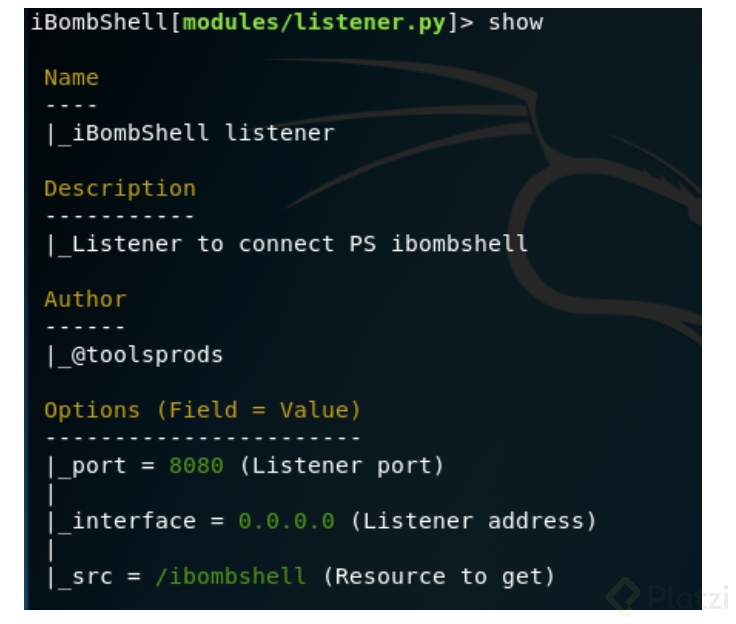 iBombShell[modules/listener.py]> show
Name
----
|_iBombShell listener
Description
-----------
|_Listener to connect PS ibombshell
Author
------
|_@toolsprods
Options (Field = Value)
-----------------------
|_port = 8080 (Listener port)
|
|_interface = 0.0.0.0 (Listener address)
|
|_src = /ibombshell (Resource to get)
Platzi